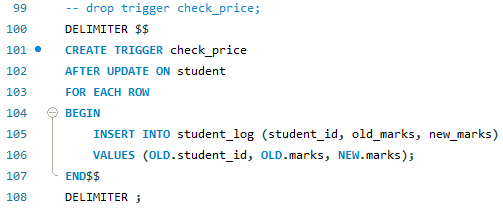 99 -- drop trigger check_price;
100 DELIMITER $$
101 CREATE TRIGGER check_price
102 AFTER UPDATE ON student
103 FOR EACH ROW
104 BEGIN
105 INSERT INTO student_log (student_id, old_marks, new_marks)
106 VALUES (OLD.student_id, OLD.marks, NEW.marks);
107 END$$
108 DELIMITER ;